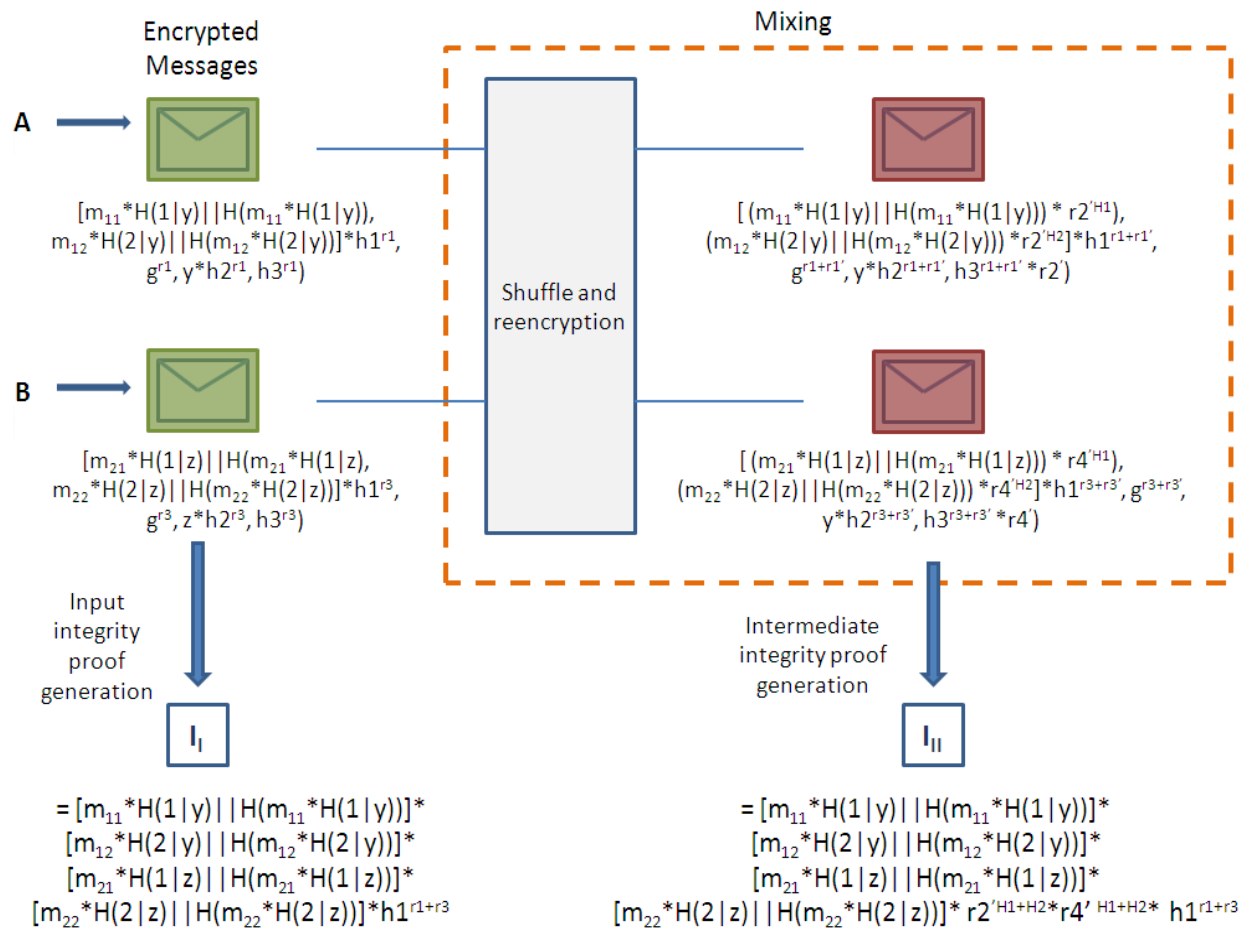 Mixing
Encrypted
Messages
A
[m₁₁*H(1|y)||H(m₁₁*H(1|y)),
m₁₂*H(2|y)||H(m₁₂*H(2|y))]*h1ʳ¹,
gʳ¹, y*h2ʳ¹, h3ʳ¹)
[ (m₁₁*H(1|y)||H(m₁₁*H(1|y))) * r2'ᴴ¹),
(m₁₂*H(2|y)||H(m₁₂*H(2|y))) *r2'ᴴ²]*h1ʳ¹⁺ʳ¹',
gʳ¹⁺ʳ¹', y*h2ʳ¹⁺ʳ¹', h3ʳ¹⁺ʳ¹' *r2')
Shuffle and
reencryption
B
[m₂₁*H(1|z)||H(m₂₁*H(1|z),
m₂₂*H(2|z)||H(m₂₂*H(2|z))]*h1ʳ³,
gʳ³, z*h2ʳ³, h3ʳ³)
[ (m₂₁*H(1|z)||H(m₂₁*H(1|z))) * r4'ᴴ¹),
(m₂₂*H(2|z)||H(m₂₂*H(2|z))) *r4'ᴴ²]*h1ʳ³⁺ʳ³', gʳ³⁺ʳ³',
y*h2ʳ³⁺ʳ³', h3ʳ³⁺ʳ³' *r4')
Input
integrity
proof
generation
Intermediate
integrity proof
generation
I_I
I_II
= [m₁₁*H(1|y)||H(m₁₁*H(1|y))]*
[m₁₂*H(2|y)||H(m₁₂*H(2|y))]*
[m₂₁*H(1|z)||H(m₂₁*H(1|z))]*
[m₂₂*H(2|z)||H(m₂₂*H(2|z))]*h1ʳ¹⁺ʳ³
= [m₁₁*H(1|y)||H(m₁₁*H(1|y))]*
[m₁₂*H(2|y)||H(m₁₂*H(2|y))]*
[m₂₁*H(1|z)||H(m₂₁*H(1|z))]*
[m₂₂*H(2|z)||H(m₂₂*H(2|z))]* r2'ᴴ¹⁺ᴴ²*r4' ᴴ¹⁺ᴴ²* h1ʳ¹⁺ʳ³